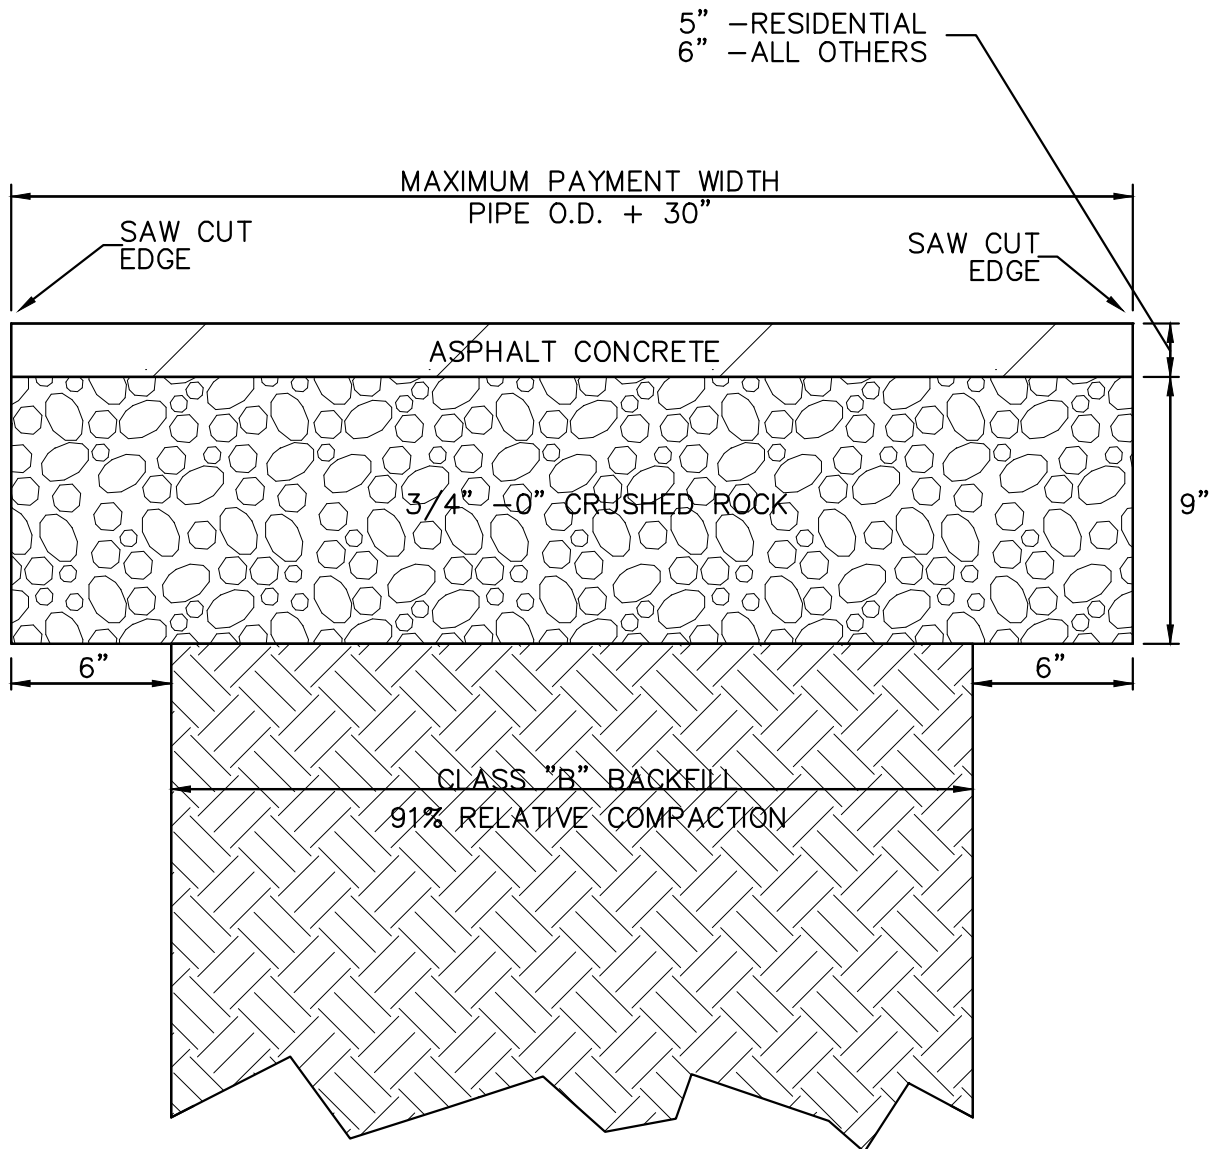 5” –RESIDENTIAL
6” –ALL OTHERS
MAXIMUM PAYMENT WIDTH
PIPE O.D. + 30”
SAW CUT
EDGE
SAW CUT
EDGE
ASPHALT CONCRETE
3/4” –0” CRUSHED ROCK
9”
6”
6”
CLASS ”B” BACKFILL
91% RELATIVE COMPACTION